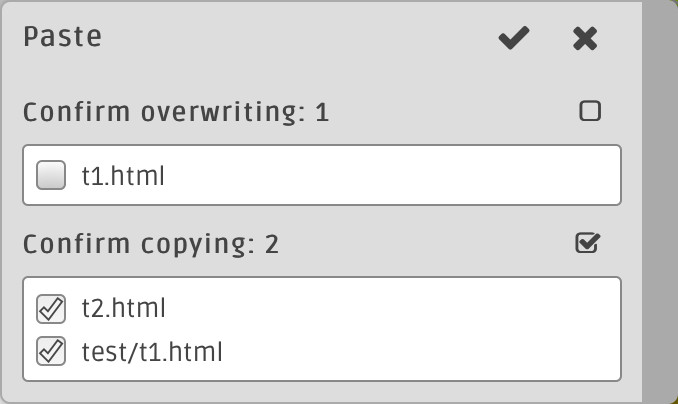 Paste
Confirm overwriting: 1
t1.html
Confirm copying: 2
t2.html
test/t1.html